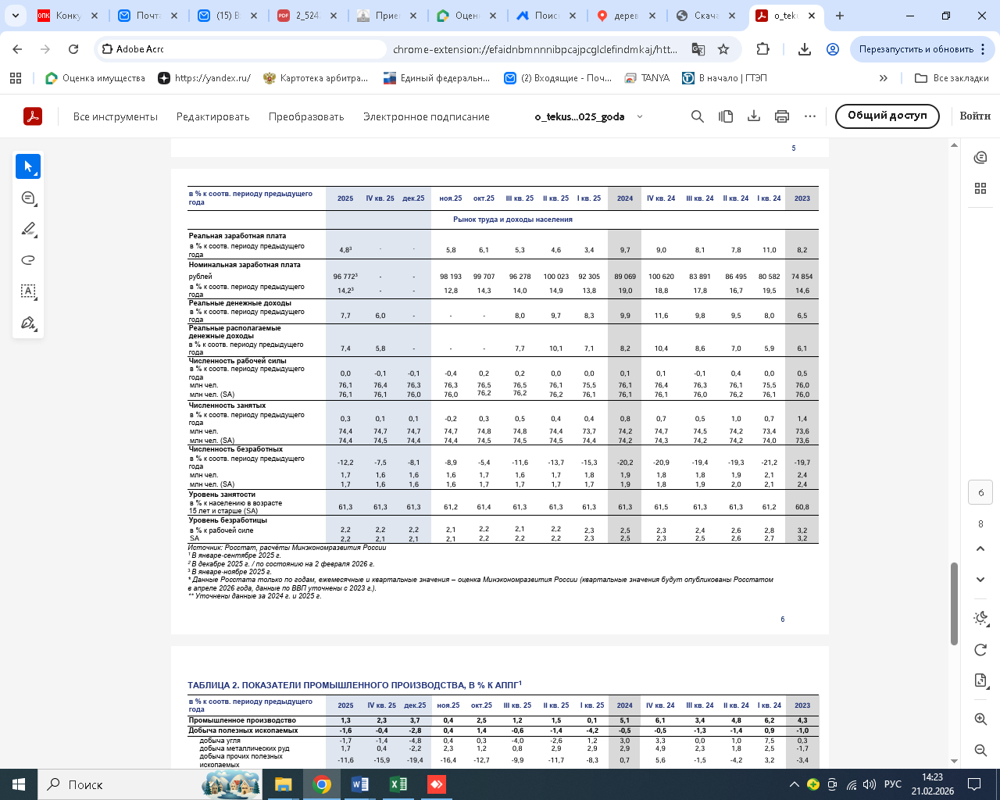 Конку
Почт
(15) В
2_524
Прием
Оцен
Поис
дерев
Скача
o_teku
Adobe Acro
chrome-extension://efaidnbmnnnibpcajpcglclefindmkaj/htt...
Перезапустить и обновить
Оценка имущества
https://yandex.ru/
Картотека арбитра...
Единый федеральн...
(2) Входящие - Поч...
TANYA
В начало | ГТЭП
Все закладки
Все инструменты
Редактировать
Преобразовать
Электронное подписание
o_tekus...025_goda
Общий доступ
Войти
5
в % к соотв. периоду предыдущего года 2025 IV кв. 25 дек.25 ноя.25 окт.25 III кв. 25 II кв. 25 I кв. 25 2024 IV кв. 24 III кв. 24 II кв. 24 I кв. 24 2023
Рынок труда и доходы населения
Реальная заработная плата
в % к соотв. периоду предыдущего года 4,8³ - - 5,8 6,1 5,3 4,6 3,4 9,7 9,0 8,1 7,8 11,0 8,2
Номинальная заработная плата
рублей 96 772³ - - 98 193 99 707 96 278 100 023 92 305 89 069 100 620 83 891 86 495 80 582 74 854
в % к соотв. периоду предыдущего года 14,2³ - - 12,8 14,3 14,0 14,9 13,8 19,0 18,8 17,8 16,7 19,5 14,6
Реальные денежные доходы
в % к соотв. периоду предыдущего года 7,7 6,0 - - - 8,0 9,7 8,3 9,9 11,6 9,8 9,5 8,0 6,5
Реальные располагаемые денежные доходы
в % к соотв. периоду предыдущего года 7,4 5,8 - - - 7,7 10,1 7,1 8,2 10,4 8,6 7,0 5,9 6,1
Численность рабочей силы
в % к соотв. периоду предыдущего года 0,0 -0,1 -0,1 -0,4 0,2 0,2 0,0 0,0 0,1 0,1 -0,1 0,4 0,0 0,5
млн чел. 76,1 76,4 76,3 76,3 76,5 76,5 76,1 75,5 76,1 76,4 76,3 76,1 75,5 76,0
млн чел. (SA) 76,1 76,1 76,0 76,0 76,2 76,2 76,2 76,1 76,1 76,1 76,0 76,2 76,1 76,0
Численность занятых
в % к соотв. периоду предыдущего года 0,3 0,1 0,1 -0,2 0,3 0,5 0,4 0,4 0,8 0,7 0,5 1,0 0,7 1,4
млн чел. 74,4 74,7 74,7 74,7 74,8 74,8 74,4 73,7 74,2 74,7 74,5 74,2 73,4 73,6
млн чел. (SA) 74,4 74,5 74,4 74,4 74,5 74,5 74,5 74,4 74,2 74,3 74,2 74,2 74,0 73,6
Численность безработных
в % к соотв. периоду предыдущего года -12,2 -7,5 -8,1 -8,9 -5,4 -11,6 -13,7 -15,3 -20,2 -20,9 -19,4 -19,3 -21,2 -19,7
млн чел. 1,7 1,6 1,6 1,6 1,7 1,6 1,7 1,8 1,9 1,8 1,8 1,9 2,1 2,4
млн чел. (SA) 1,7 1,6 1,6 1,6 1,7 1,7 1,7 1,7 1,9 1,8 1,9 2,0 2,1 2,4
Уровень занятости
в % к населению в возрасте 15 лет и старше (SA) 61,3 61,3 61,3 61,2 61,4 61,3 61,3 61,3 61,3 61,5 61,3 61,3 61,2 60,8
Уровень безработицы
в % к рабочей силе 2,2 2,2 2,2 2,1 2,2 2,1 2,2 2,3 2,5 2,3 2,4 2,6 2,8 3,2
SA 2,2 2,1 2,1 2,1 2,2 2,2 2,2 2,3 2,5 2,3 2,5 2,6 2,7 3,2
Источник: Росстат, расчёты Минэкономразвития России
¹ В январе-сентябре 2025 г.
² В декабре 2025 г. / по состоянию на 2 февраля 2026 г.
³ В январе-ноябре 2025 г.
* Данные Росстата только по годам, ежемесячные и квартальные значения – оценка Минэкономразвития России (квартальные значения будут опубликованы Росстатом
в апреле 2026 года, данные по ВВП уточнены с 2023 г.).
** Уточнены данные за 2024 г. и 2025 г.
6
6
8
ТАБЛИЦА 2. ПОКАЗАТЕЛИ ПРОМЫШЛЕННОГО ПРОИЗВОДСТВА, В % К АППГ¹
в % к соотв. периоду предыдущего года 2025 IV кв. 25 дек.25 ноя.25 окт.25 III кв. 25 II кв. 25 I кв. 25 2024 IV кв. 24 III кв. 24 II кв. 24 I кв. 24 2023
Промышленное производство 1,3 2,3 3,7 0,4 2,5 1,2 1,5 0,1 5,1 6,1 3,4 4,8 6,2 4,3
Добыча полезных ископаемых -1,6 -0,4 -2,8 0,4 1,4 -0,6 -1,4 -4,2 -0,5 -0,5 -1,3 -1,4 0,9 -1,0
добыча угля -1,7 -1,4 -4,8 0,4 0,3 -4,0 -2,6 1,2 3,0 3,3 0,0 1,0 7,5 0,3
добыча металлических руд 1,7 0,4 -2,2 2,3 1,2 0,8 2,9 2,9 2,9 4,9 2,3 1,8 2,5 -1,7
добыча прочих полезных ископаемых -11,6 -15,9 -19,4 -16,4 -12,7 -9,9 -11,7 -8,3 0,7 5,6 -1,5 -4,2 3,2 -3,4
Поиск
РУС
14:23
21.02.2026